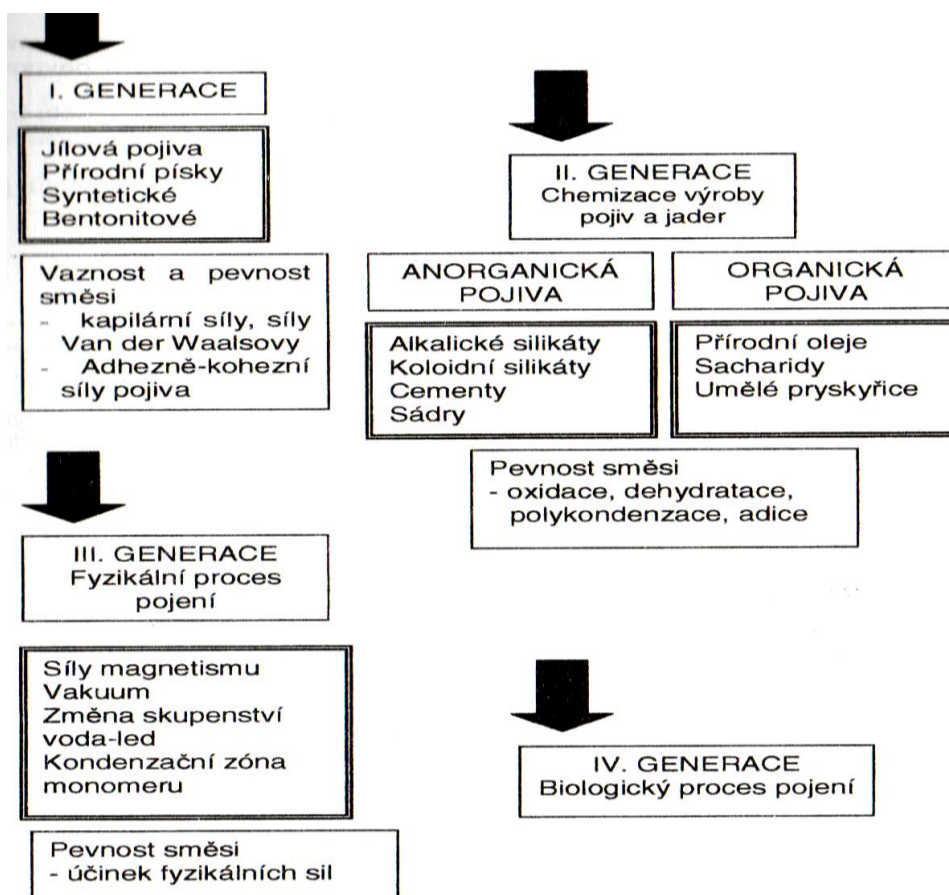 I. GENERACE
Jílová pojiva
Přírodní písky
Syntetické
Bentonitové
Vaznost a pevnost
směsi
- kapilární síly, síly
Van der Waalsovy
- Adhezně-kohezní
síly pojiva
II. GENERACE
Chemizace výroby
pojiv a jader
ANORGANICKÁ
POJIVA
Alkalické silikáty
Koloidní silikáty
Cementy
Sádry
ORGANICKÁ
POJIVA
Přírodní oleje
Sacharidy
Umělé pryskyřice
Pevnost směsi
- oxidace, dehydratace,
polykondenzace, adice
III. GENERACE
Fyzikální proces
pojení
Síly magnetismu
Vakuum
Změna skupenství
voda-led
Kondenzační zóna
monomeru
Pevnost směsi
- účinek fyzikálních sil
IV. GENERACE
Biologický proces pojení